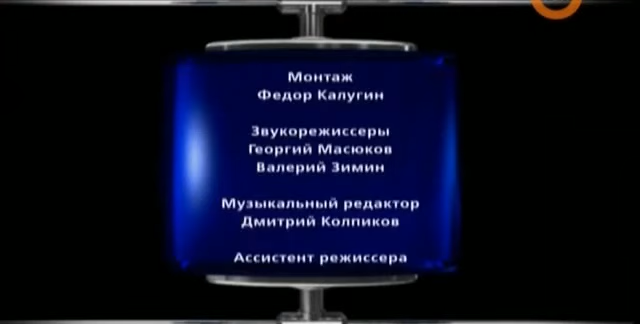 Монтаж
Федор Калугин
Звукорежиссеры
Георгий Масюков
Валерий Зимин
Музыкальный редактор
Дмитрий Колпиков
Ассистент режиссера